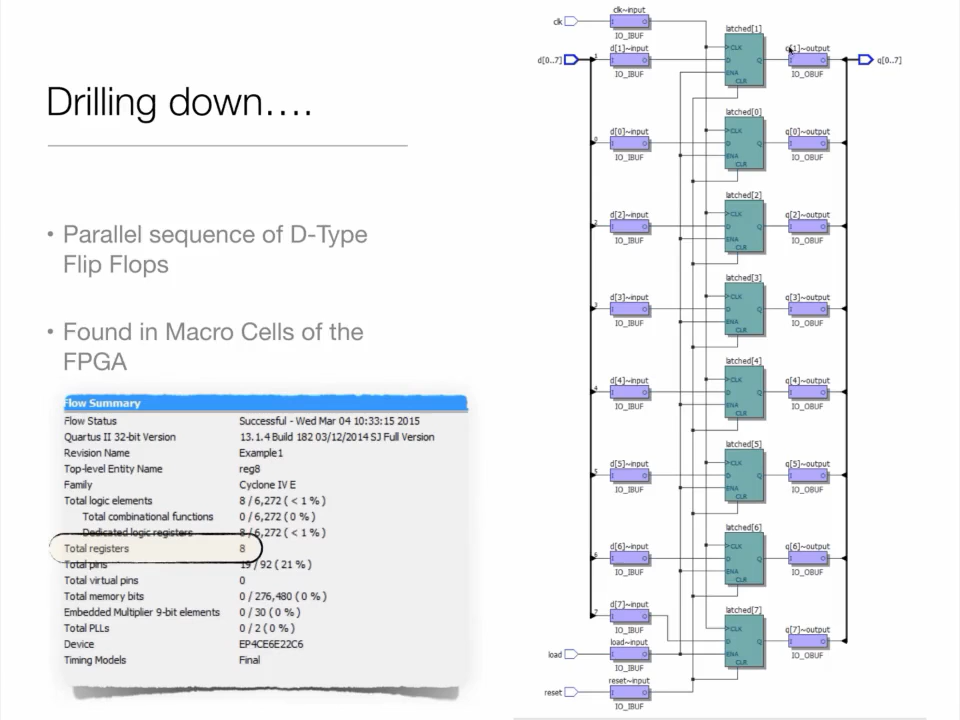 Drilling down….
• Parallel sequence of D-Type
Flip Flops
• Found in Macro Cells of the
FPGA
Flow Summary
Flow Status Successful - Wed Mar 04 10:33:15 2015
Quartus II 32-bit Version 13.1.4 Build 182 03/12/2014 SJ Full Version
Revision Name Example1
Top-level Entity Name reg8
Family Cyclone IV E
Total logic elements 8 / 6,272 ( < 1 % )
Total combinational functions 0 / 6,272 ( 0 % )
Dedicated logic registers 8 / 6,272 ( < 1 % )
Total registers 8
Total pins 19 / 92 ( 21 % )
Total virtual pins 0
Total memory bits 0 / 276,480 ( 0 % )
Embedded Multiplier 9-bit elements 0 / 30 ( 0 % )
Total PLLs 0 / 2 ( 0 % )
Device EP4CE6E22C6
Timing Models Final
clk~input
clk I O
IO_IBUF
latched[1]
d[1]~input CLK q[1]~output
d[0..7] 1 I O D Q I O q[0..7]
IO_IBUF ENA IO_OBUF
CLR
latched[0]
d[0]~input CLK q[0]~output
0 I O D Q I O
IO_IBUF ENA IO_OBUF
CLR
latched[2]
d[2]~input CLK q[2]~output
2 I O D Q I O
IO_IBUF ENA IO_OBUF
CLR
latched[3]
d[3]~input CLK q[3]~output
3 I O D Q I O
IO_IBUF ENA IO_OBUF
CLR
latched[4]
d[4]~input CLK q[4]~output
4 I O D Q I O
IO_IBUF ENA IO_OBUF
CLR
latched[5]
d[5]~input CLK q[5]~output
5 I O D Q I O
IO_IBUF ENA IO_OBUF
CLR
latched[6]
d[6]~input CLK q[6]~output
6 I O D Q I O
IO_IBUF ENA IO_OBUF
CLR
d[7]~input latched[7]
7 I O
IO_IBUF CLK q[7]~output
load~input D Q I O
load I O ENA IO_OBUF
IO_IBUF CLR
reset~input
reset I O
IO_IBUF